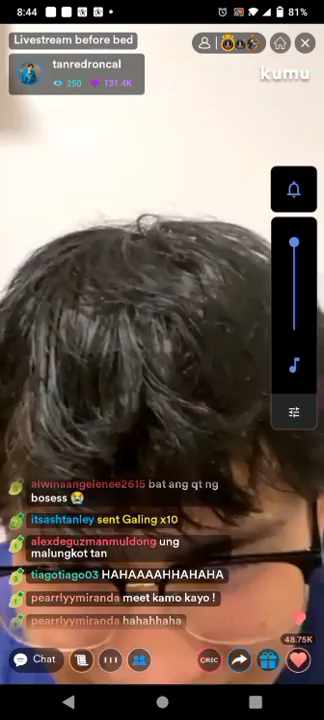 8:44
81%
Livestream before bed
tanredroncal
250 131.4K
kumu
alwinaangelenee2615 bat ang qt ng
bosess 😭
itsashtanley sent Galing x10
alexdeguzmanmuldong ung
malungkot tan
tiagotiago03 HAHAAAAHHAHAHA
pearrlyymiranda meet kamo kayo !
pearrlyymiranda hahahhaha
48.75K
Chat
REC